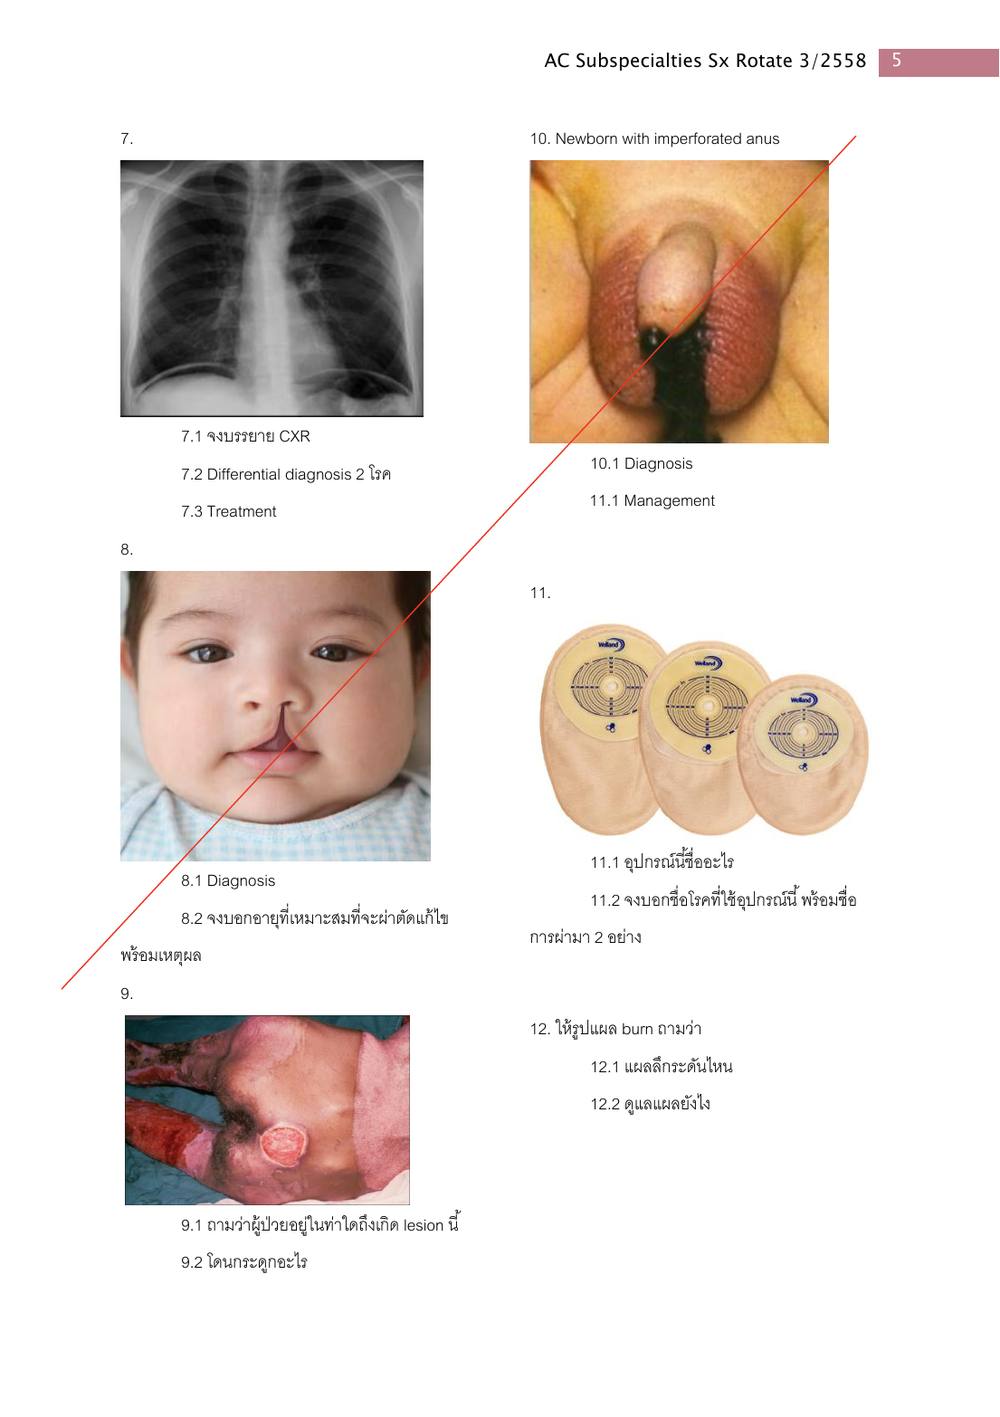 AC Subspecialties Sx Rotate 3/2558 5
7.
7.1 จงบรรยาย CXR
7.2 Differential diagnosis 2 โรค
7.3 Treatment
8.
8.1 Diagnosis
8.2 จงบอกอายุที่เหมาะสมที่จะผ่าตัดแก้ไข
พร้อมเหตุผล
9.
9.1 ถามว่าผู้ป่วยอยู่ในท่าใดถึงเกิด lesion นี้
9.2 โดนกระดูกอะไร
10. Newborn with imperforated anus
10.1 Diagnosis
11.1 Management
11.
Welland
Welland
Welland
11.1 อุปกรณ์นี้ชื่ออะไร
11.2 จงบอกชื่อโรคที่ใช้อุปกรณ์นี้ พร้อมชื่อ
การผ่ามา 2 อย่าง
12. ให้รูปแผล burn ถามว่า
12.1 แผลลึกระดันไหน
12.2 ดูแลแผลยังไง